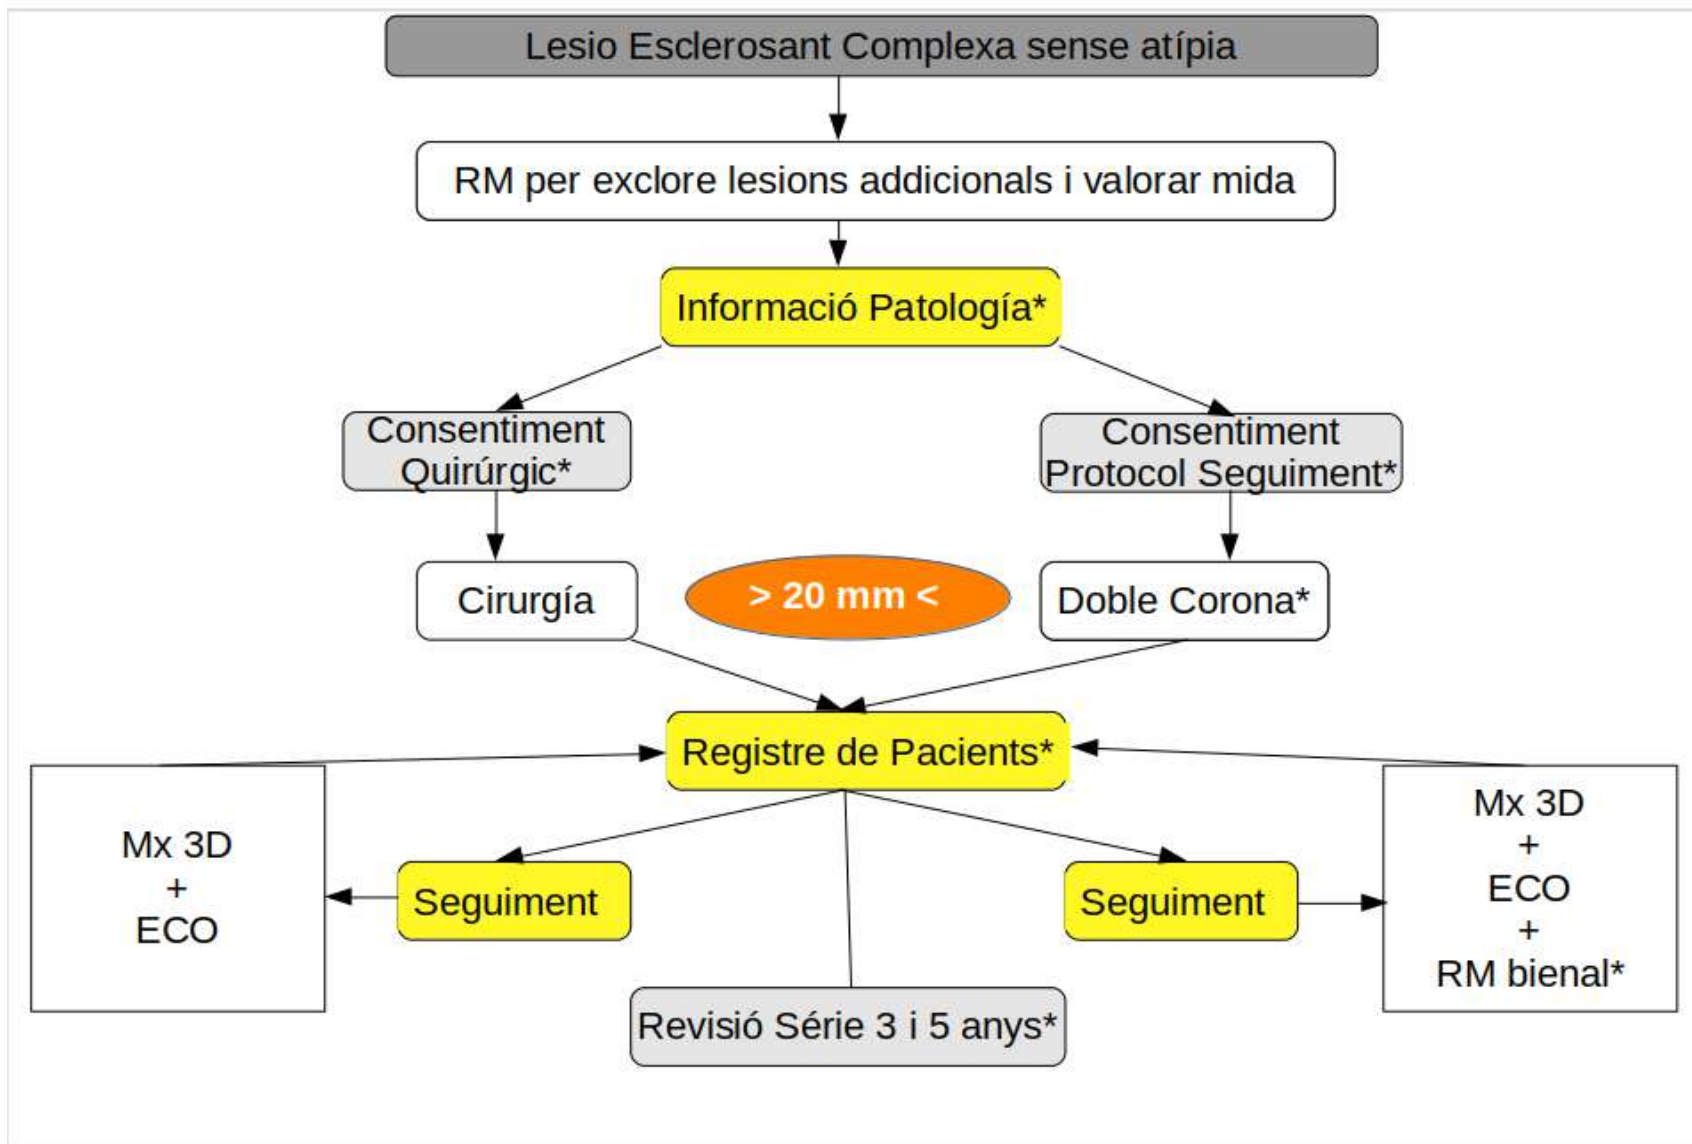 Lesio Esclerosant Complexa sense atípia
RM per exclore lesions addicionals i valorar mida
Informació Patología*
Consentiment
Quirúrgic*
Consentiment
Protocol Seguiment*
Cirurgía
> 20 mm <
Doble Corona*
Registre de Pacients*
Mx 3D
+
ECO
Seguiment
Seguiment
Mx 3D
+
ECO
+
RM bienal*
Revisió Série 3 i 5 anys*